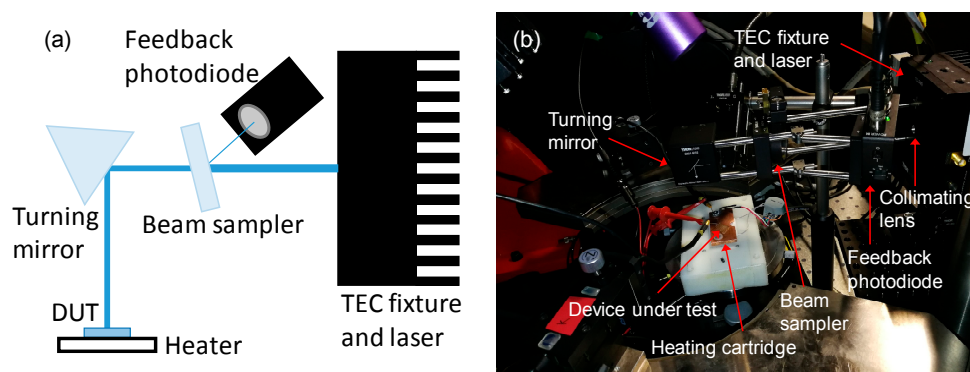 (a)
Feedback
photodiode
Turning
mirror
Beam sampler
DUT
Heater
TEC fixture
and laser
(b)
TEC fixture
and laser
Turning
mirror
Collimating
lens
Feedback
photodiode
Device under test
Beam
sampler
Heating cartridge